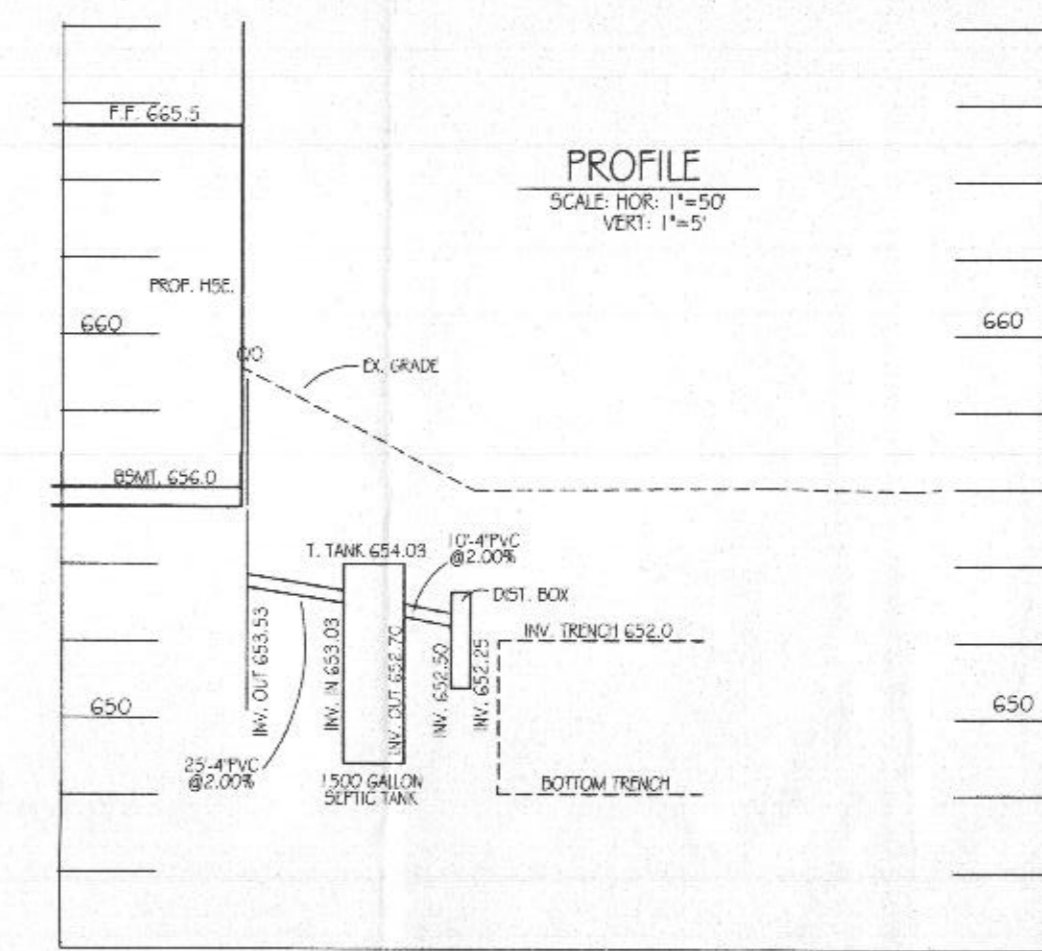 F.F. 665.5
PROFILE
SCALE: HOR: 1"=50'
VERT: 1"=5'
PROP. HSE.
660
660
CO
EX. GRADE
BSMT. 656.0
T. TANK 654.03
10'-4"PVC
@2.00%
DIST. BOX
INV. TRENCH 652.0
INV. OUT 653.53
INV. IN 653.03
INV. OUT 652.70
INV. 652.50
INV. 652.25
650
650
25'-4"PVC
@2.00%
1500 GALLON
SEPTIC TANK
BOTTOM TRENCH